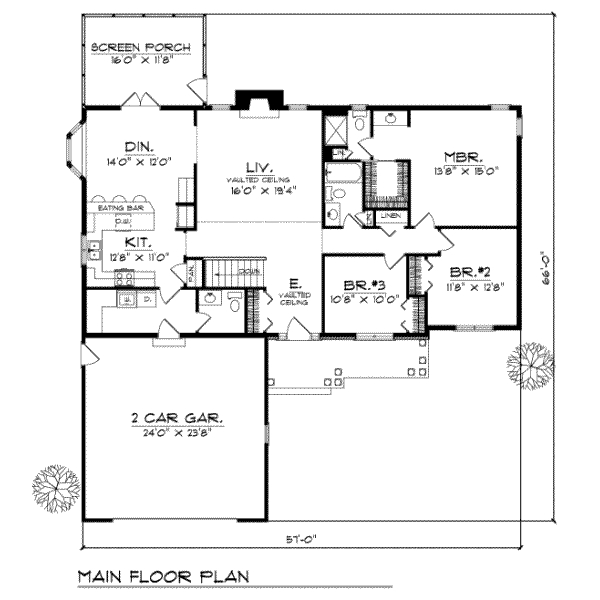 SCREEN PORCH
16'0" X 11'8"
DIN.
14'0" X 12'0"
LIV.
VAULTED CEILING
16'0" X 19'4"
LIN.
MBR.
13'8" X 15'0"
EATING BAR
D.W.
LINEN
KIT.
12'8" X 11'0"
PAN.
DOWN
E.
VAULTED
CEILING
BR.#3
10'8" X 10'0"
BR.#2
11'8" X 12'8"
D.
2 CAR GAR.
24'0" X 23'8"
66'-0"
57'-0"
MAIN FLOOR PLAN